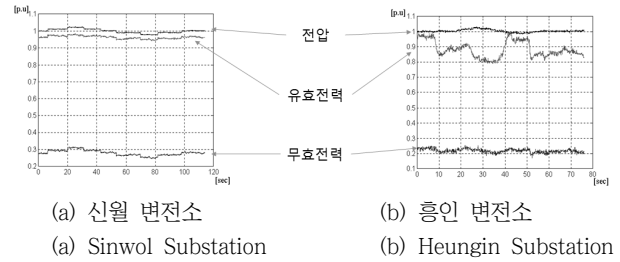 [p.u]
1.1
1
0.9
0.8
0.7
0.6
0.5
0.4
0.3
0.2
0 20 40 60 80 100 120
[sec]
전압
유효전력
무효전력
[p.u]
1.1
1
0.9
0.8
0.7
0.6
0.5
0.4
0.3
0.2
0.1
0 10 20 30 40 50 60 70 80
[sec]
(a) 신월 변전소
(a) Sinwol Substation
(b) 흥인 변전소
(b) Heungin Substation